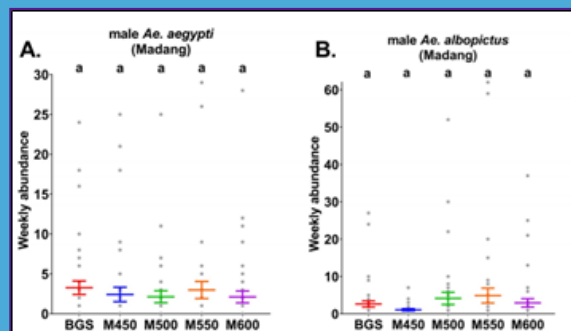 A.
male Ae. aegypti
(Madang)
a a a a a
Weekly abundance
30
25
20
15
10
5
0
BGS M450 M500 M550 M600
B.
male Ae. albopictus
(Madang)
a a a a a
Weekly abundance
60
50
40
30
20
10
0
BGS M450 M500 M550 M600